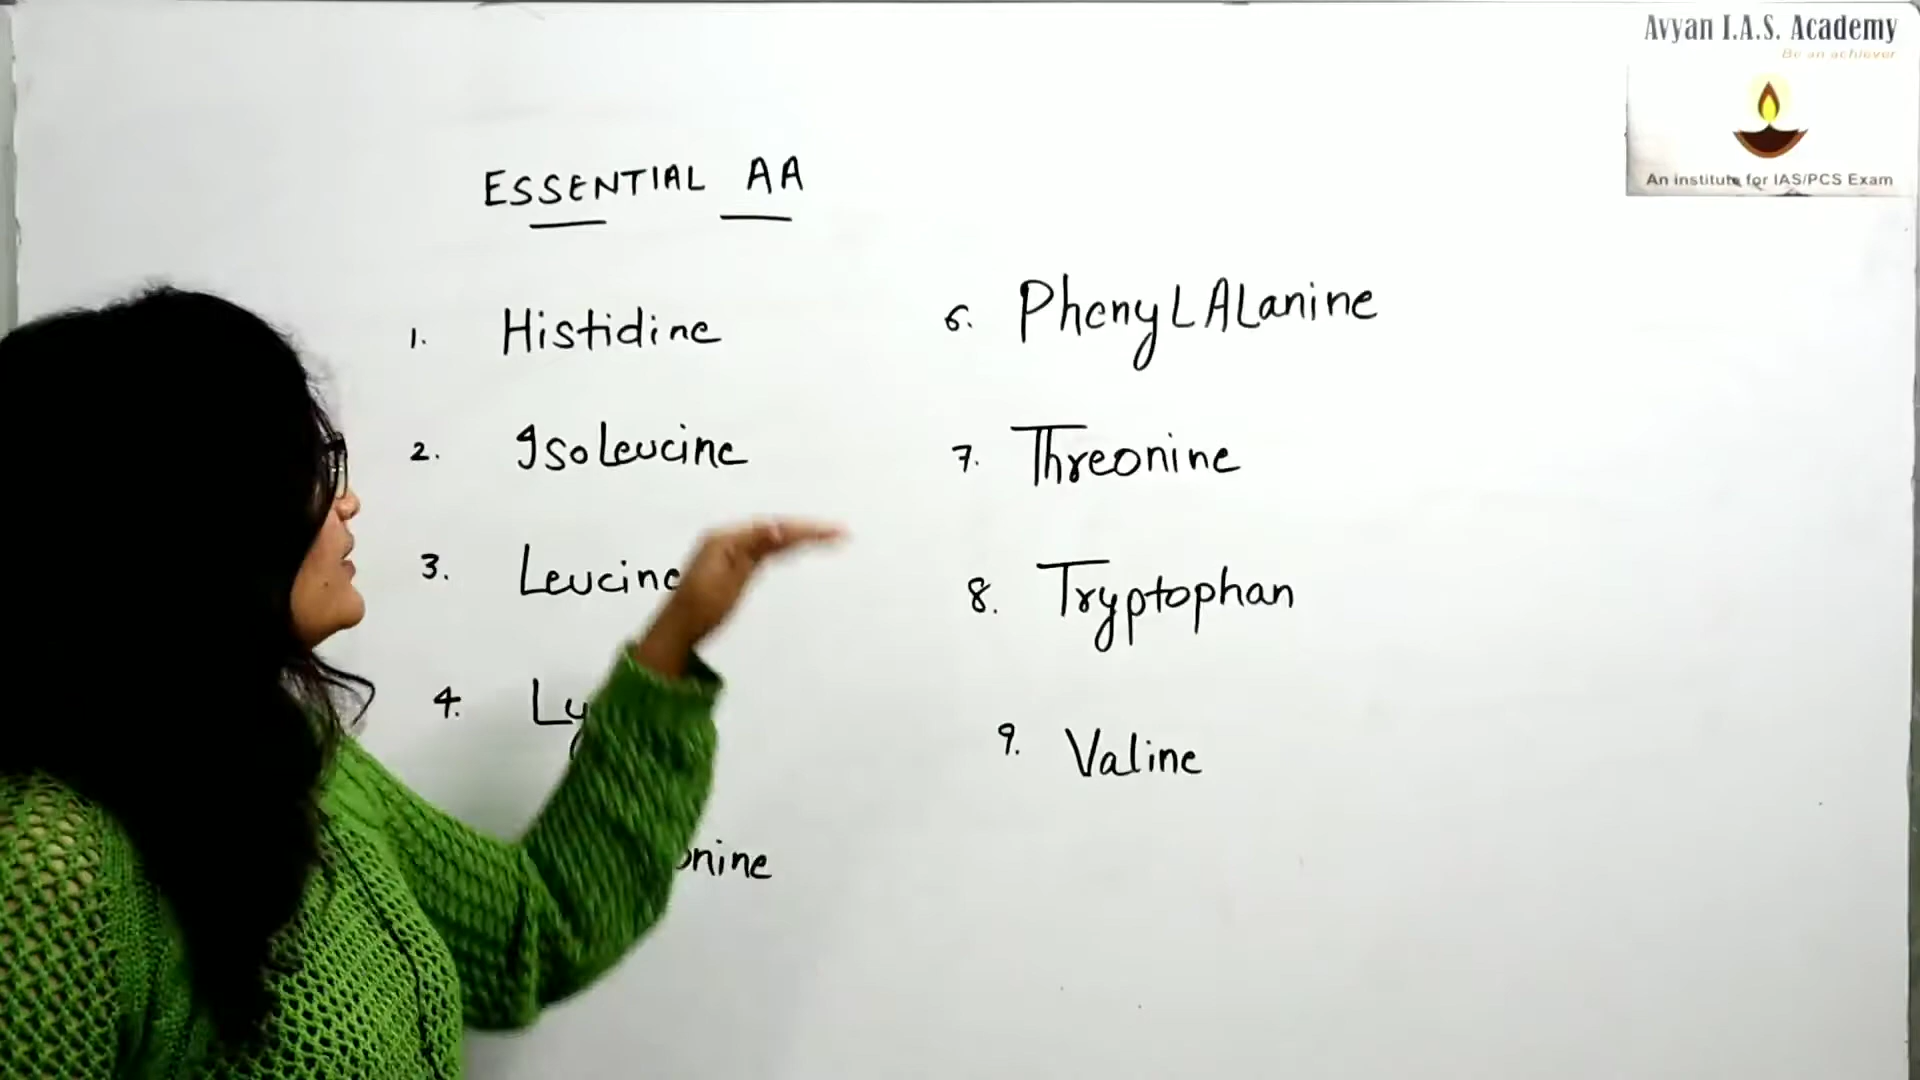 Avyan I.A.S. Academy
Be an achiever
An institute for IAS/PCS Exam
ESSENTIAL AA
1. Histidine
2. Isoleucine
3. Leucine
4.
6. PhenylAlanine
7. Threonine
8. Tryptophan
9. Valine